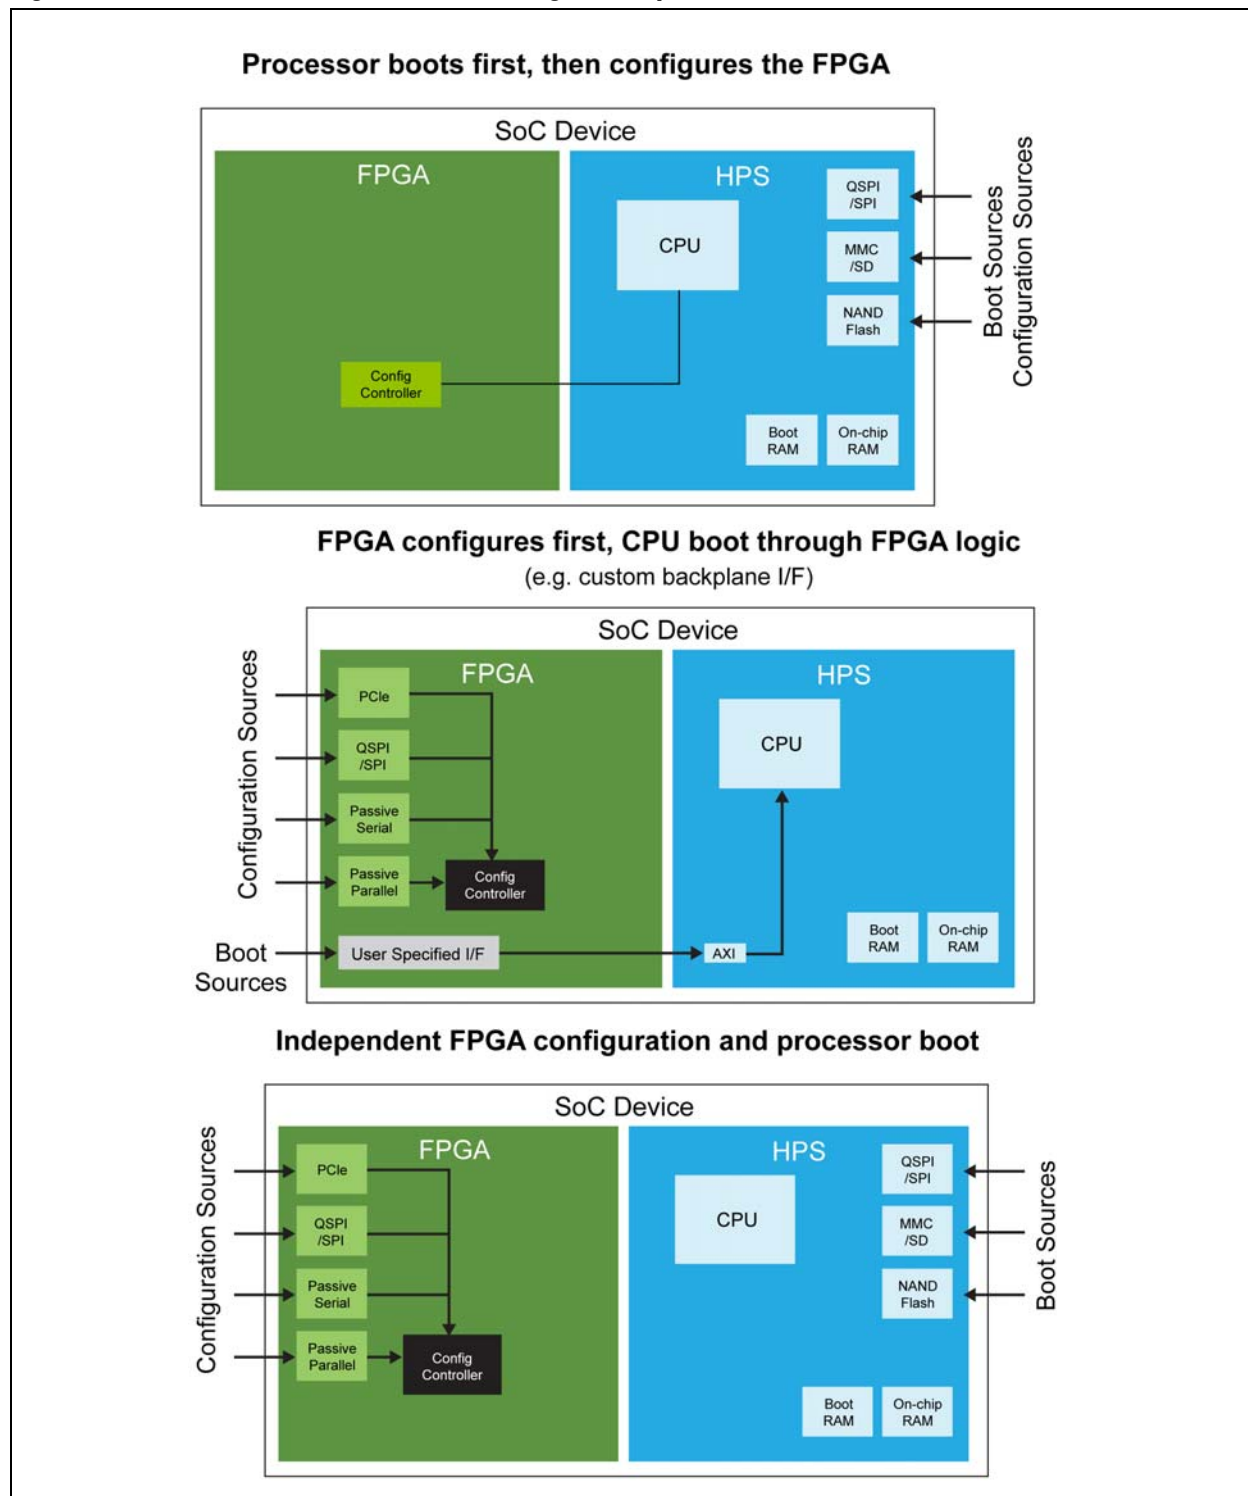 Processor boots first, then configures the FPGA
SoC Device
FPGA
HPS
CPU
QSPI
/SPI
MMC
/SD
NAND
Flash
Config
Controller
Boot
RAM
On-chip
RAM
Boot Sources
Configuration Sources
FPGA configures first, CPU boot through FPGA logic
(e.g. custom backplane I/F)
SoC Device
Configuration Sources
FPGA
PCIe
QSPI
/SPI
Passive
Serial
Passive
Parallel
Config
Controller
Boot
Sources
User Specified I/F
HPS
CPU
AXI
Boot
RAM
On-chip
RAM
Independent FPGA configuration and processor boot
SoC Device
Configuration Sources
FPGA
PCIe
QSPI
/SPI
Passive
Serial
Passive
Parallel
Config
Controller
HPS
CPU
QSPI
/SPI
MMC
/SD
NAND
Flash
Boot
RAM
On-chip
RAM
Boot Sources